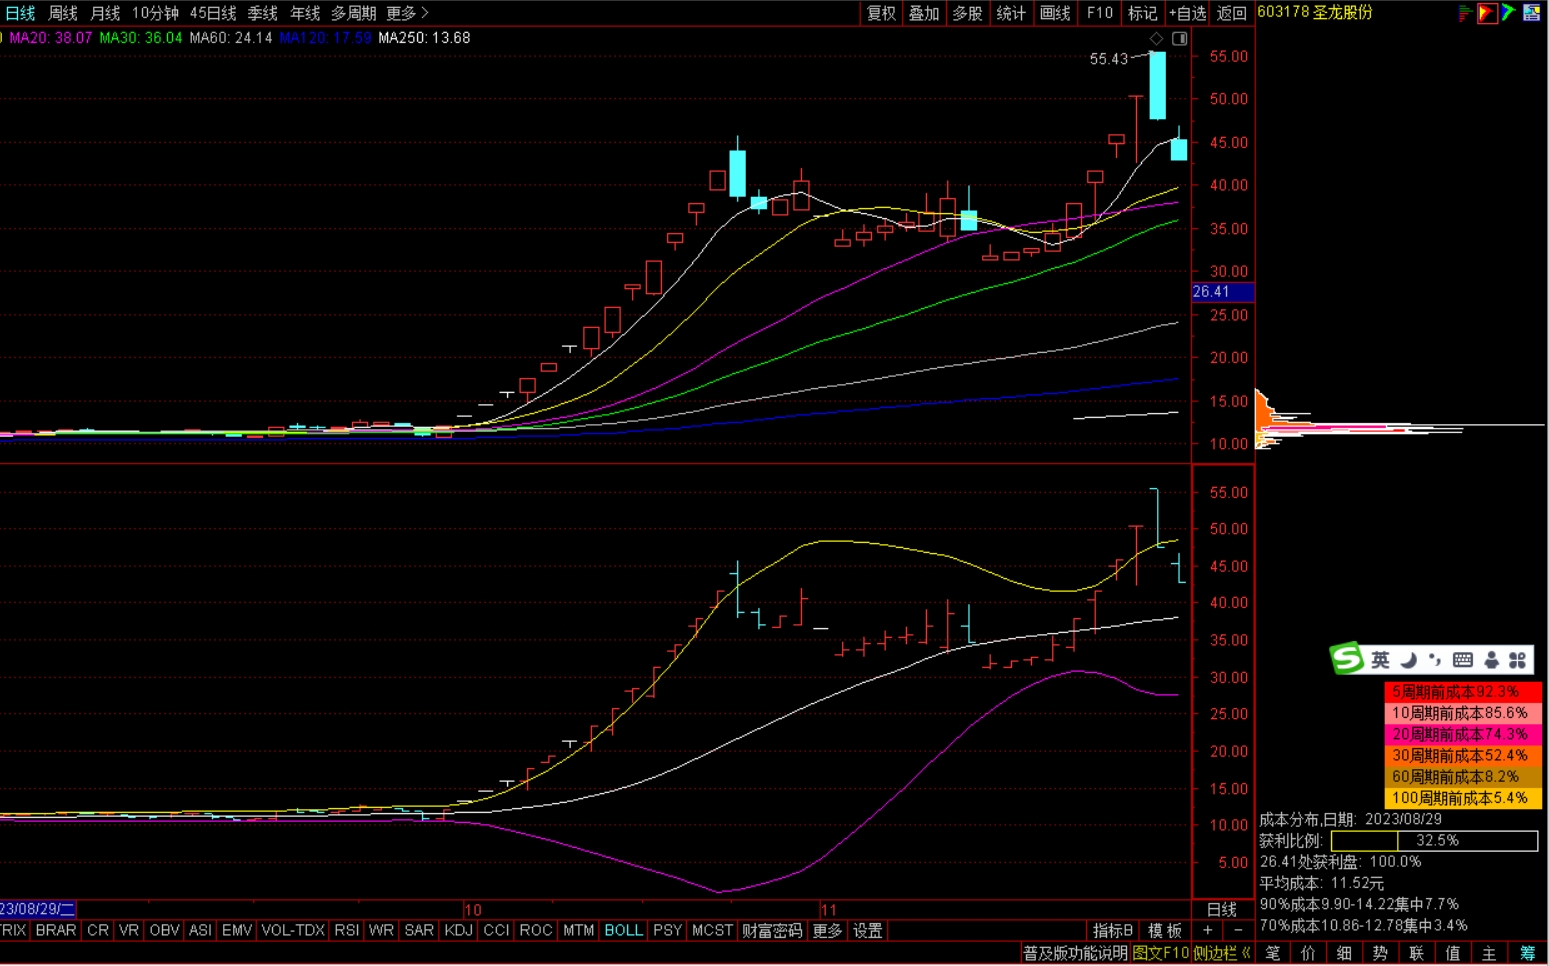 日线 周线 月线 10分钟 45日线 季线 年线 多周期 更多 复权 叠加 多股 统计 画线 F10 标记 +自选 返回 603178 圣龙股份
0 MA20: 38.07 MA30: 36.04 MA60: 24.14 MA120: 17.59 MA250: 13.68
55.43
55.00
50.00
45.00
40.00
35.00
30.00
26.41
25.00
20.00
15.00
10.00
55.00
50.00
45.00
40.00
35.00
30.00
25.00
20.00
15.00
10.00
5.00
英
5周期前成本92.3%
10周期前成本85.6%
20周期前成本74.3%
30周期前成本52.4%
60周期前成本8.2%
100周期前成本5.4%
成本分布,日期: 2023/08/29
获利比例: 32.5%
26.41处获利盘: 100.0%
平均成本: 11.52元
90%成本9.90-14.22集中7.7%
70%成本10.86-12.78集中3.4%
23/08/29/二 10 11 日线
TRIX BRAR CR VR OBV ASI EMV VOL-TDX RSI WR SAR KDJ CCI ROC MTM BOLL PSY MCST 财富密码 更多 设置 指标B 模板 + -
普及版功能说明 图文F10 侧边栏 笔 价 细 势 联 值 主 筹